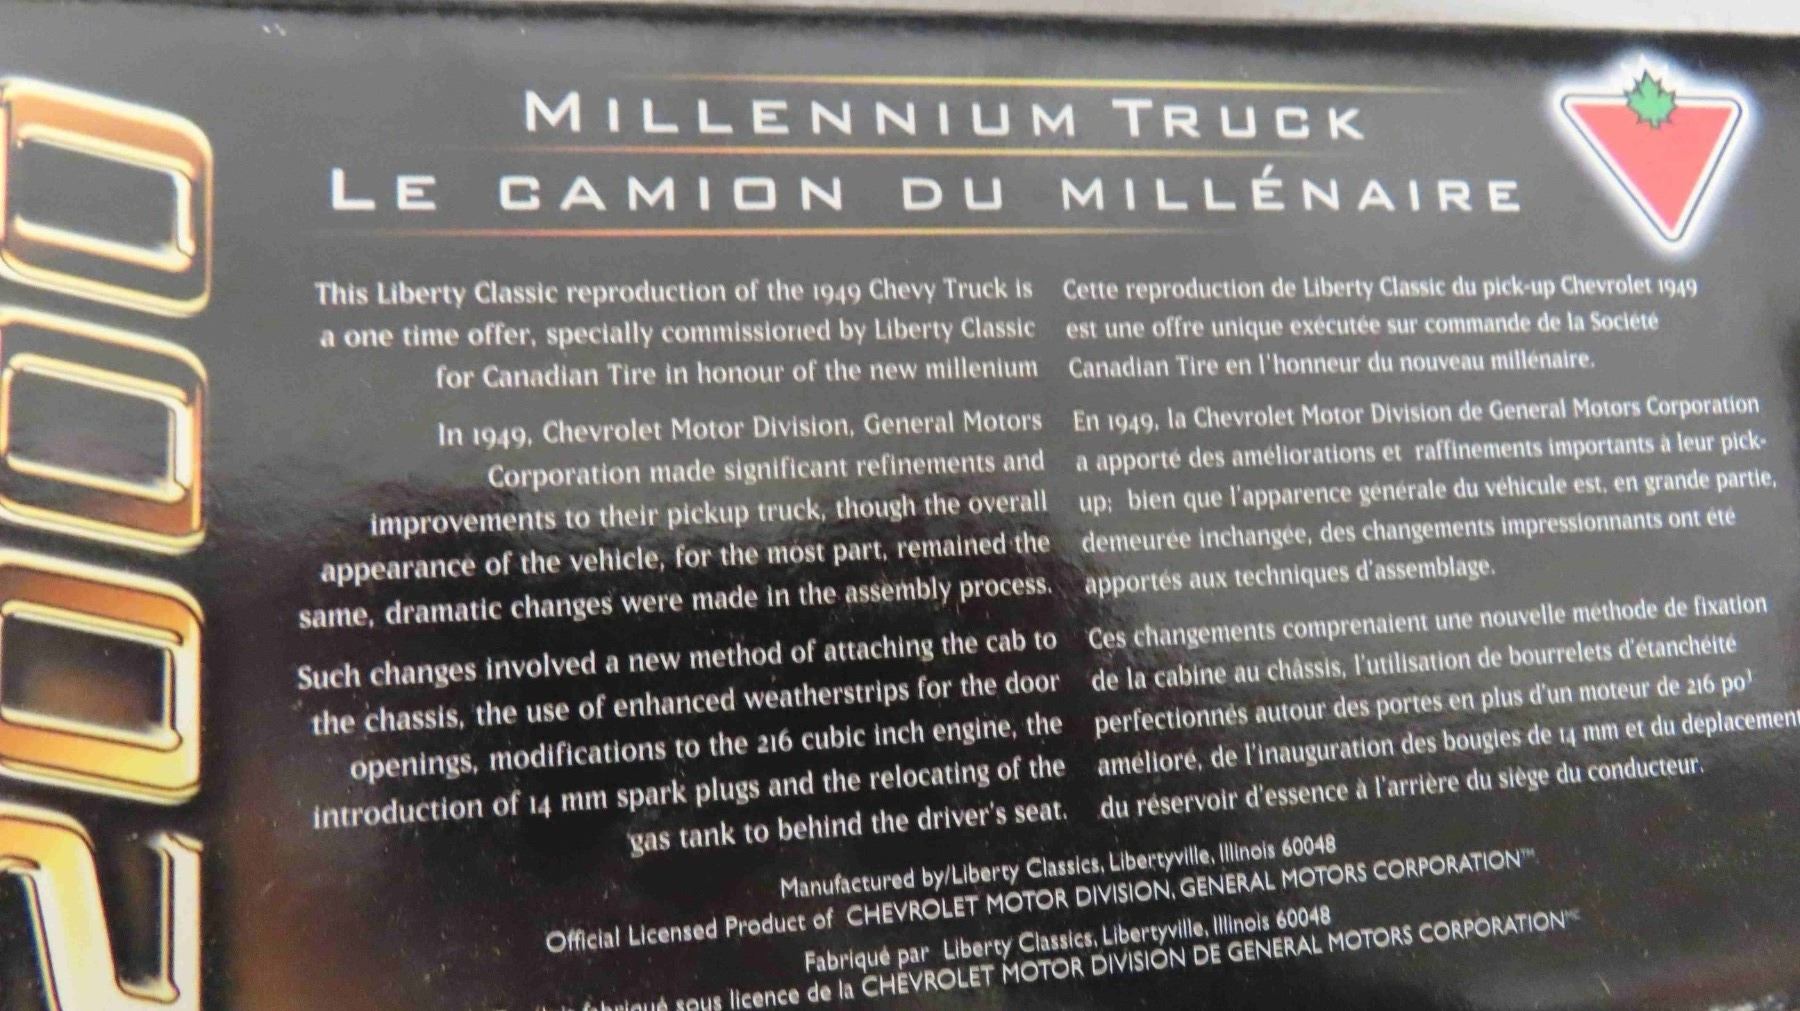 MILLENNIUM TRUCK
LE CAMION DU MILLÉNAIRE
This Liberty Classic reproduction of the 1949 Chevy Truck is
a one time offer, specially commissioned by Liberty Classic
for Canadian Tire in honour of the new millenium
In 1949, Chevrolet Motor Division, General Motors
Corporation made significant refinements and
improvements to their pickup truck, though the overall
appearance of the vehicle, for the most part, remained the
same, dramatic changes were made in the assembly process.
Such changes involved a new method of attaching the cab to
the chassis, the use of enhanced weatherstrips for the door
openings, modifications to the 216 cubic inch engine, the
introduction of 14 mm spark plugs and the relocating of the
gas tank to behind the driver's seat.
Cette reproduction de Liberty Classic du pick-up Chevrolet 1949
est une offre unique exécutée sur commande de la Société
Canadian Tire en l'honneur du nouveau millénaire.
En 1949, la Chevrolet Motor Division de General Motors Corporation
a apporté des améliorations et raffinements importants à leur pick-
up; bien que l'apparence générale du véhicule est, en grande partie,
demeurée inchangée, des changements impressionnants ont été
apportés aux techniques d'assemblage.
Ces changements comprenaient une nouvelle méthode de fixation
de la cabine au châssis, l'utilisation de bourrelets d'étanchéité
perfectionnés autour des portes en plus d'un moteur de 216 po³
amélioré, de l'inauguration des bougies de 14 mm et du déplacement
du réservoir d'essence à l'arrière du siège du conducteur.
Manufactured by/Liberty Classics, Libertyville, Illinois 60048
Official Licensed Product of CHEVROLET MOTOR DIVISION, GENERAL MOTORS CORPORATION™
Fabriqué par Liberty Classics, Libertyville, Illinois 60048
fabriqué sous licence de la CHEVROLET MOTOR DIVISION DE GENERAL MOTORS CORPORATION MC
2000